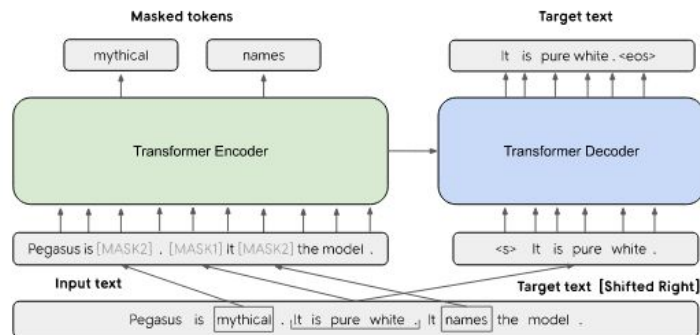 Masked tokens
Target text
mythical
names
It is pure white . <eos>
Transformer Encoder
Transformer Decoder
Pegasus is [MASK2] . [MASK1] It [MASK2] the model .
<s> It is pure white .
Input text
Target text [Shifted Right]
Pegasus is mythical . It is pure white . It names the model .